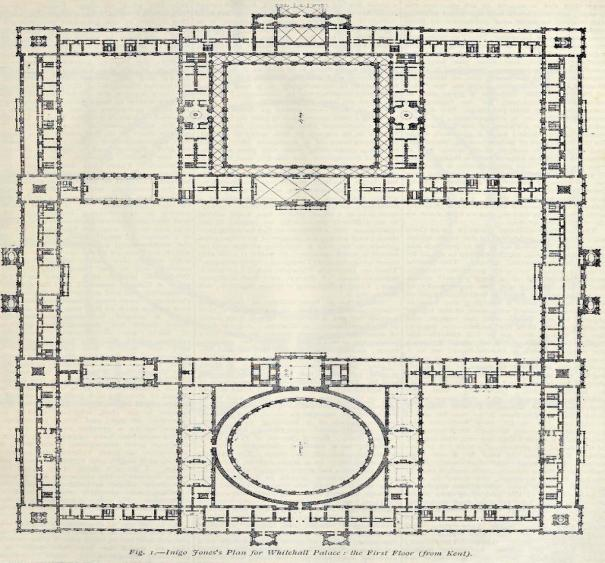 Fig. 1.—Inigo Jones's Plan for Whitehall Palace: the First Floor (from Kent).